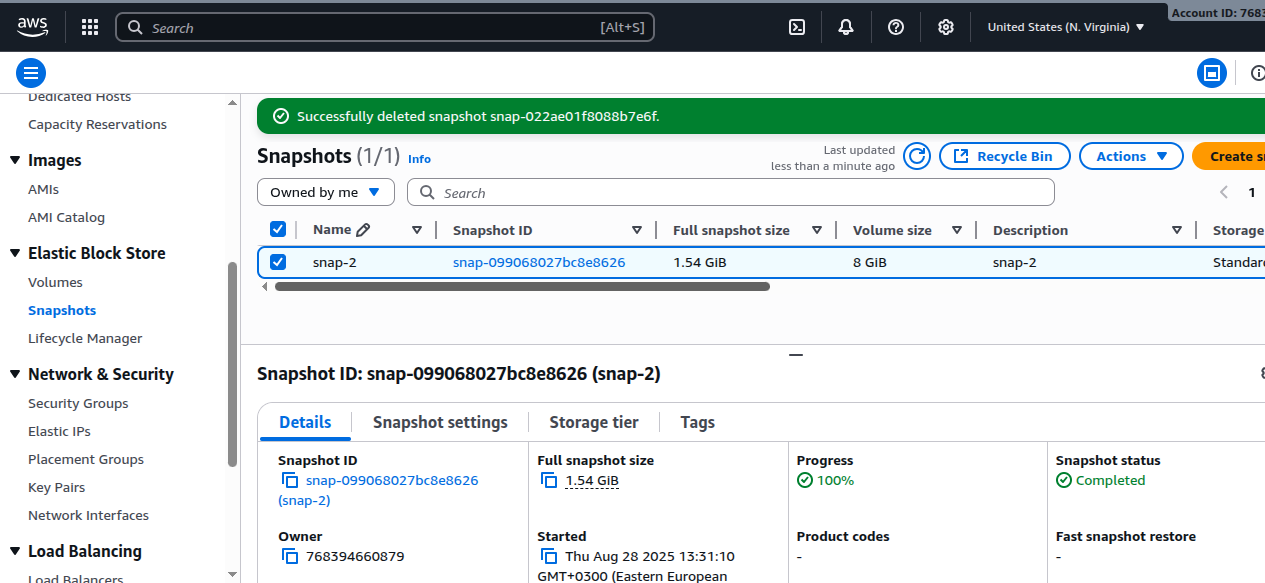 aws
Search [Alt+S]
United States (N. Virginia)
Account ID: 7683
Dedicated Hosts
Capacity Reservations
Images
AMIs
AMI Catalog
Elastic Block Store
Volumes
Snapshots
Lifecycle Manager
Network & Security
Security Groups
Elastic IPs
Placement Groups
Key Pairs
Network Interfaces
Load Balancing
Load Balancers
Successfully deleted snapshot snap-022ae01f8088b7e6f.
Snapshots (1/1) Info
Last updated
less than a minute ago
Recycle Bin
Actions
Create s
Owned by me
Search
1
Name Snapshot ID Full snapshot size Volume size Description Storage
snap-2 snap-099068027bc8e8626 1.54 GiB 8 GiB snap-2 Standar
Snapshot ID: snap-099068027bc8e8626 (snap-2)
Details Snapshot settings Storage tier Tags
Snapshot ID
snap-099068027bc8e8626
(snap-2)
Full snapshot size
1.54 GiB
Progress
100%
Snapshot status
Completed
Owner
768394660879
Started
Thu Aug 28 2025 13:31:10
GMT+0300 (Eastern European
Product codes
-
Fast snapshot restore
-